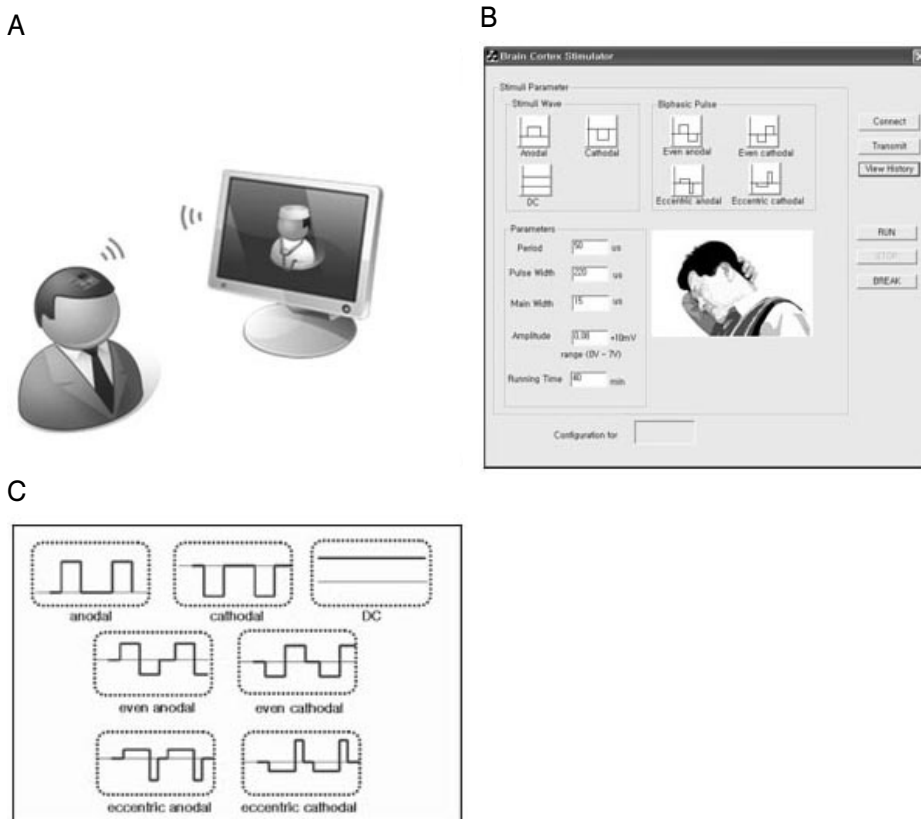 A
B
Brain Cortex Stimulator
Stimuli Parameter
Stimuli Wave
Biphasic Pulse
Anodal
Cathodal
Even anodal
Even cathodal
DC
Eccentric anodal
Eccentric cathodal
Connect
Transmit
View History
RUN
STOP
BREAK
Parameters
Period 50 us
Pulse Width 220 us
Main Width 15 us
Amplitude 0.08 +10mV
range (0V ~ 7V)
Running Time 40 min
Configuration for
C
anodal
cathodal
DC
even anodal
even cathodal
eccentric anodal
eccentric cathodal